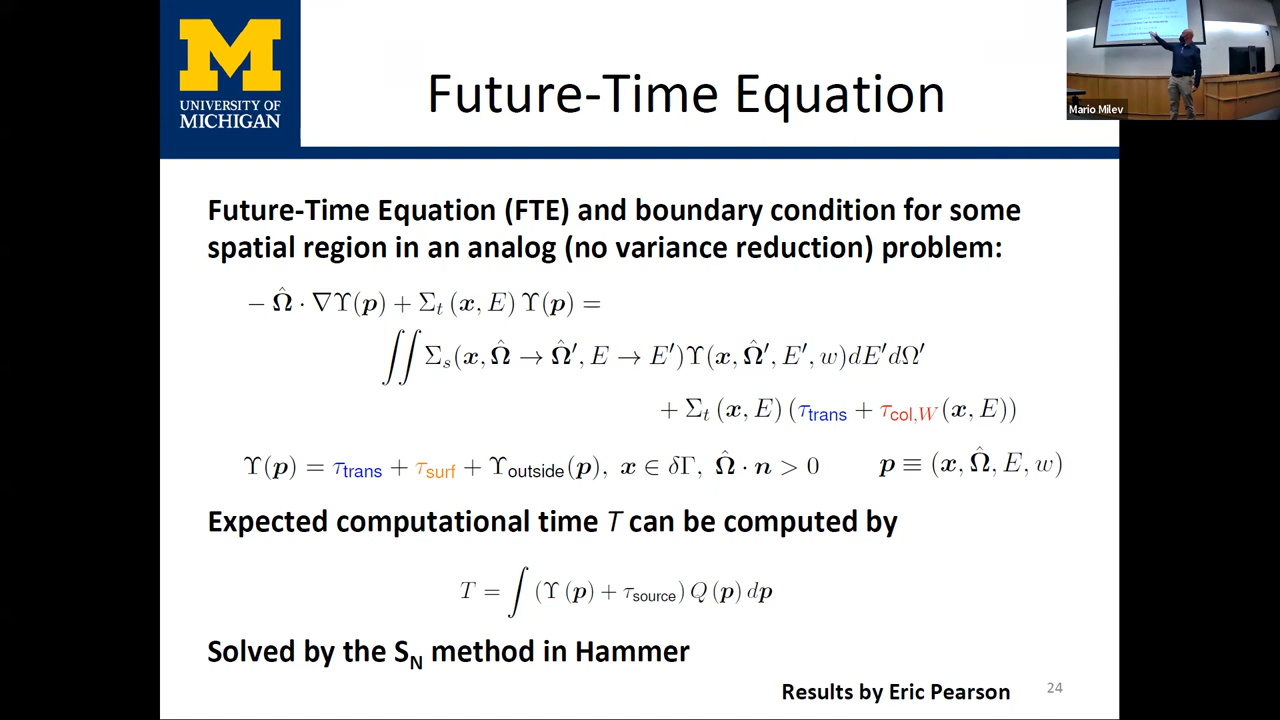 UNIVERSITY OF
MICHIGAN
Future-Time Equation
Mario Milev
Future-Time Equation (FTE) and boundary condition for some
spatial region in an analog (no variance reduction) problem:
− Ω̂ · ∇ϒ(p) + Σₜ (x, E) ϒ(p) =
∬ Σₛ(x, Ω̂ → Ω̂′, E → E′)ϒ(x, Ω̂′, E′, w)dE′dΩ′
+ Σₜ (x, E) (τtrans + τcol,W (x, E))
ϒ(p) = τtrans + τsurf + ϒoutside(p), x ∈ δΓ, Ω̂ · n > 0 p ≡ (x, Ω̂, E, w)
Expected computational time T can be computed by
T = ∫ (ϒ (p) + τsource) Q (p) dp
Solved by the SN method in Hammer
Results by Eric Pearson
24